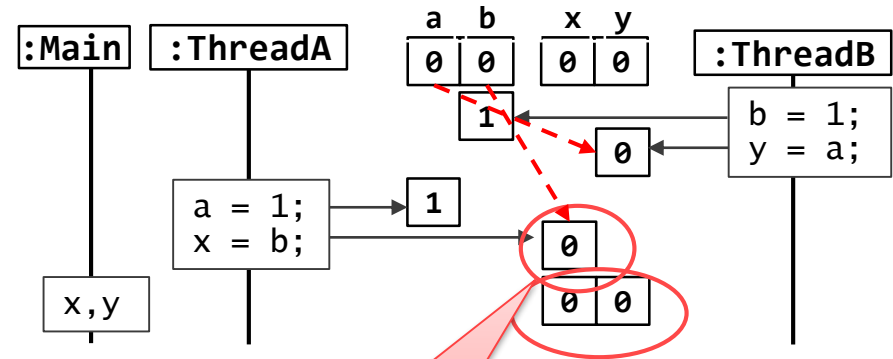 a b x y
:Main :ThreadA 0 0 0 0 :ThreadB
1 b = 1;
0 y = a;
a = 1; 1
x = b; 0
x,y 0 0